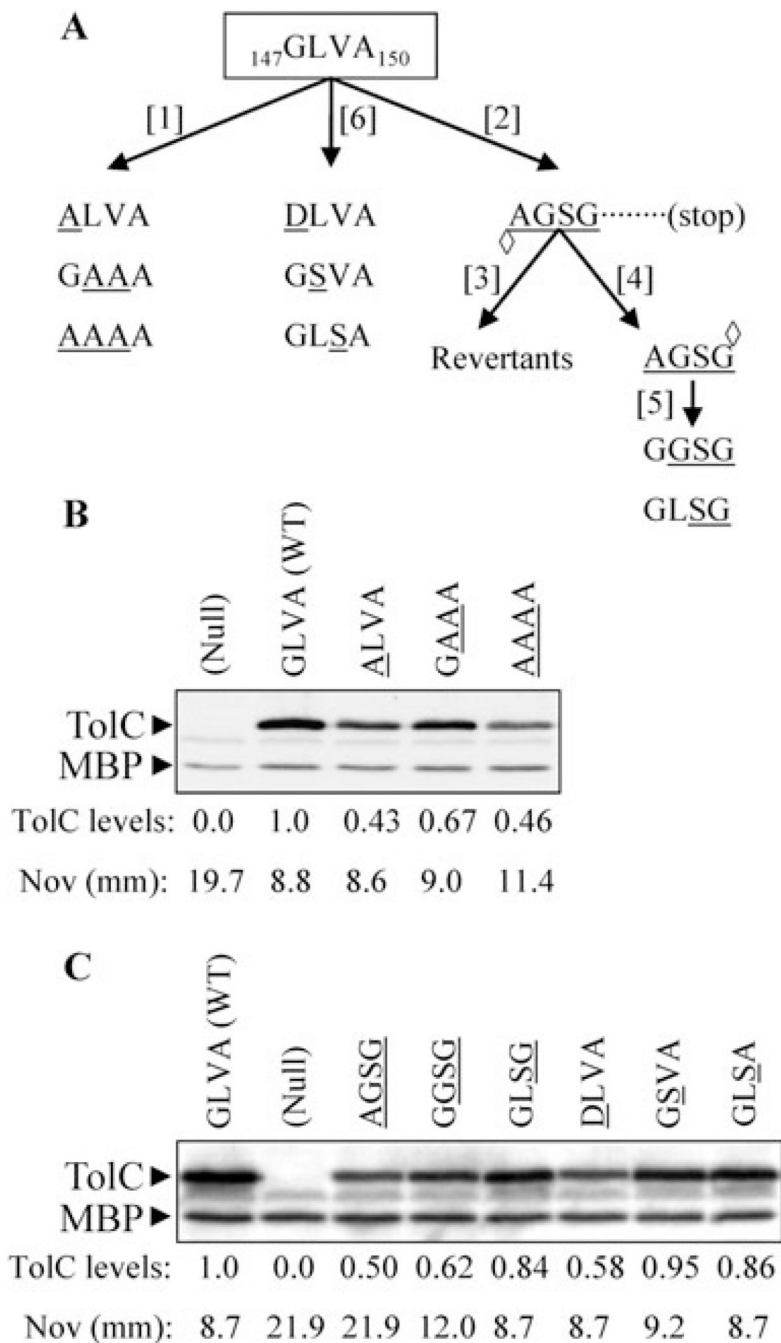 A
147GLVA150
[1] [6] [2]
ALVA DLVA AGSG········(stop)
GAAA GSVA [3] [4]
AAAA GLSA Revertants AGSG
[5]
GGSG
GLSG
B
(Null) GLVA (WT) ALVA GAAA AAAA
TolC
MBP
TolC levels: 0.0 1.0 0.43 0.67 0.46
Nov (mm): 19.7 8.8 8.6 9.0 11.4
C
GLVA (WT) (Null) AGSG GGSG GLSG DLVA GSVA GLSA
TolC
MBP
TolC levels: 1.0 0.0 0.50 0.62 0.84 0.58 0.95 0.86
Nov (mm): 8.7 21.9 21.9 12.0 8.7 8.7 9.2 8.7